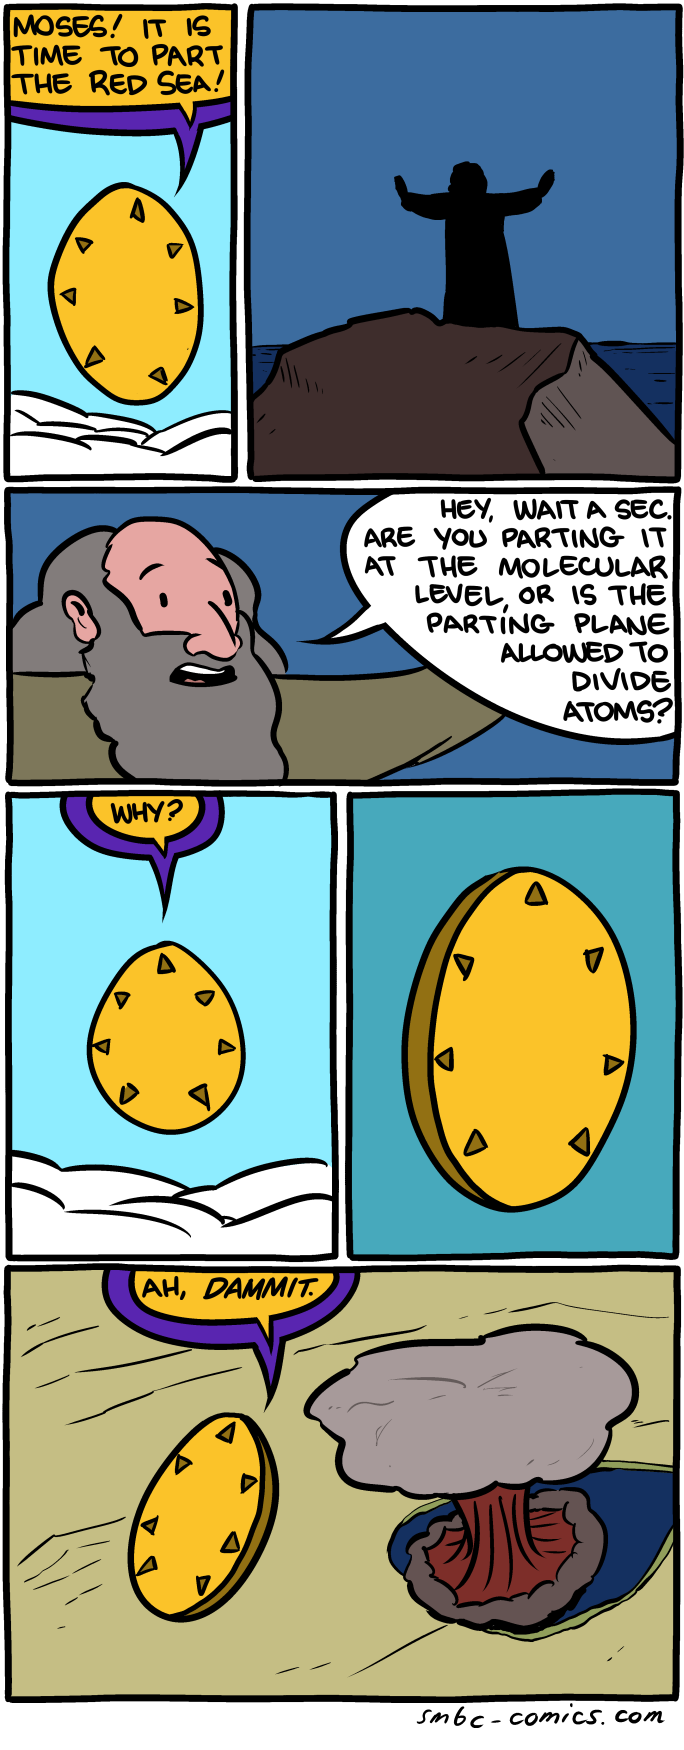 MOSES! IT IS
TIME TO PART
THE RED SEA!
HEY, WAIT A SEC.
ARE YOU PARTING IT
AT THE MOLECULAR
LEVEL, OR IS THE
PARTING PLANE
ALLOWED TO
DIVIDE
ATOMS?
WHY?
AH, DAMMIT.
smbc-comics.com